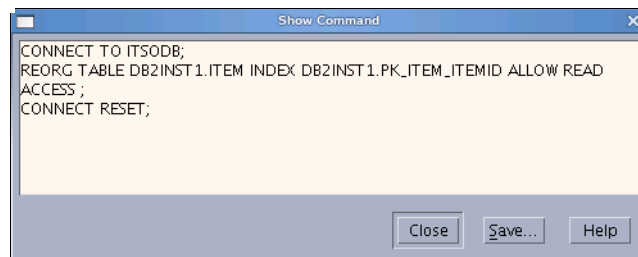 Show Command
CONNECT TO ITSODB;
REORG TABLE DB2INST1.ITEM INDEX DB2INST1.PK_ITEM_ITEMID ALLOW READ
ACCESS ;
CONNECT RESET;
Close Save... Help